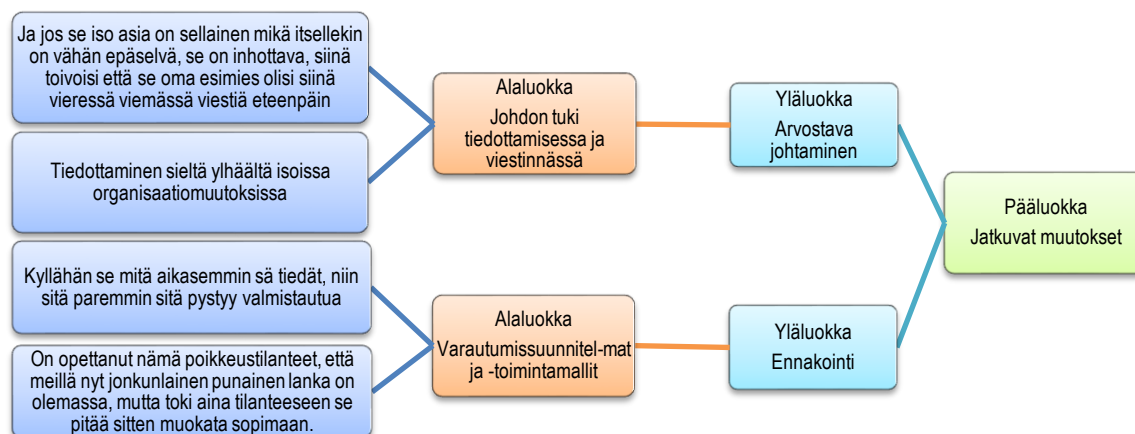 Ja jos se iso asia on sellainen mikä itsellekin
on vähän epäselvä, se on inhottava, siinä
toivoisi että se oma esimies olisi siinä
vieressä viemässä viestiä eteenpäin
Tiedottaminen sieltä ylhäältä isoissa
organisaatiomuutoksissa
Kyllähän se mitä aikasemmin sä tiedät, niin
sitä paremmin sitä pystyy valmistautua
On opettanut nämä poikkeustilanteet, että
meillä nyt jonkunlainen punainen lanka on
olemassa, mutta toki aina tilanteeseen se
pitää sitten muokata sopimaan.
Alaluokka
Johdon tuki
tiedottamisessa ja
viestinnässä
Alaluokka
Varautumissuunnitel-mat
ja -toimintamallit
Yläluokka
Arvostava
johtaminen
Yläluokka
Ennakointi
Pääluokka
Jatkuvat muutokset